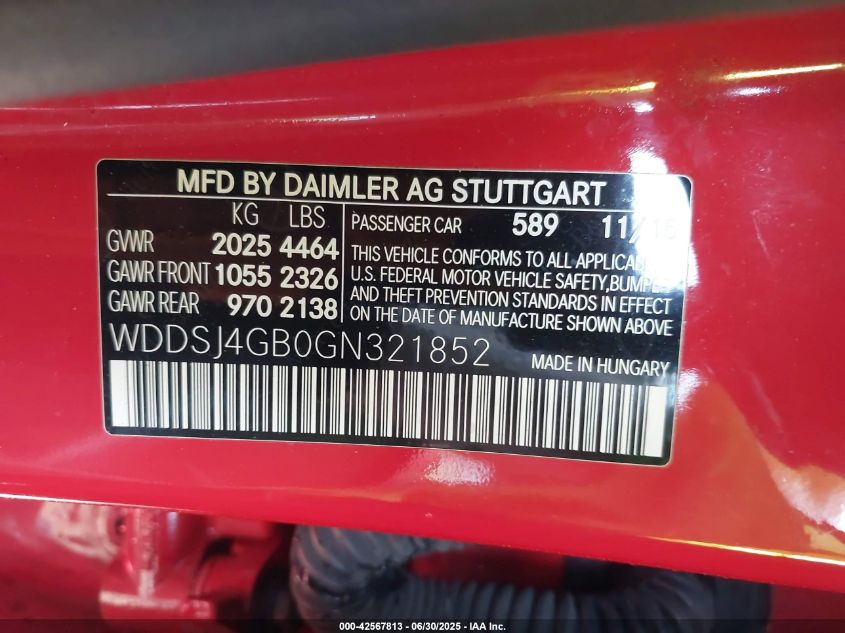 MFD BY DAIMLER AG STUTTGART
KG LBS
GVWR 2025 4464
GAWR FRONT 1055 2326
GAWR REAR 970 2138
PASSENGER CAR 589 11/15
THIS VEHICLE CONFORMS TO ALL
U.S. FEDERAL MOTOR VEHICLE SAFETY,
AND THEFT PREVENTION STANDARDS IN EFFECT
ON THE DATE OF MANUFACTURE SHOWN ABOVE
WDDSJ4GB0GN321852
MADE IN HUNGARY
000-42567813 - 06/30/2025 - IAA Inc.